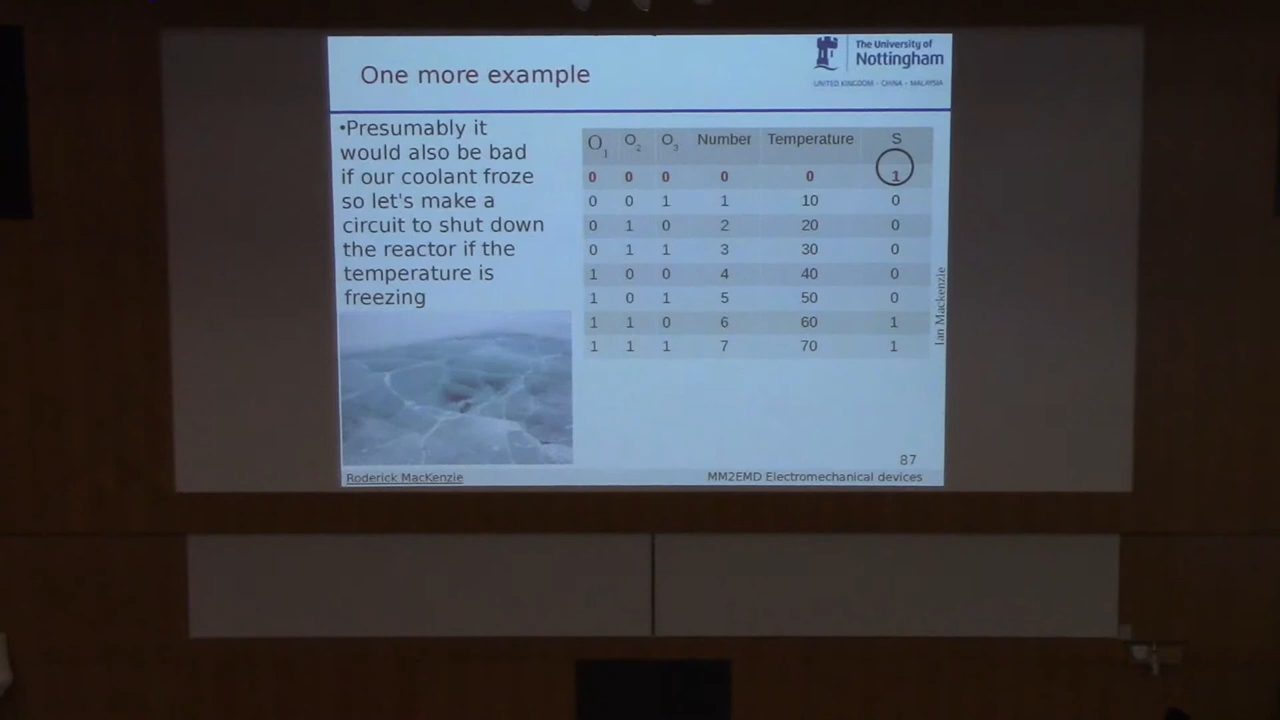 One more example
The University of
Nottingham
UNITED KINGDOM · CHINA · MALAYSIA
•Presumably it
would also be bad
if our coolant froze
so let's make a
circuit to shut down
the reactor if the
temperature is
freezing
O1 O2 O3 Number Temperature S
0 0 0 0 0 1
0 0 1 1 10 0
0 1 0 2 20 0
0 1 1 3 30 0
1 0 0 4 40 0
1 0 1 5 50 0
1 1 0 6 60 1
1 1 1 7 70 1
Ian Mackenzie
87
Roderick MacKenzie
MM2EMD Electromechanical devices